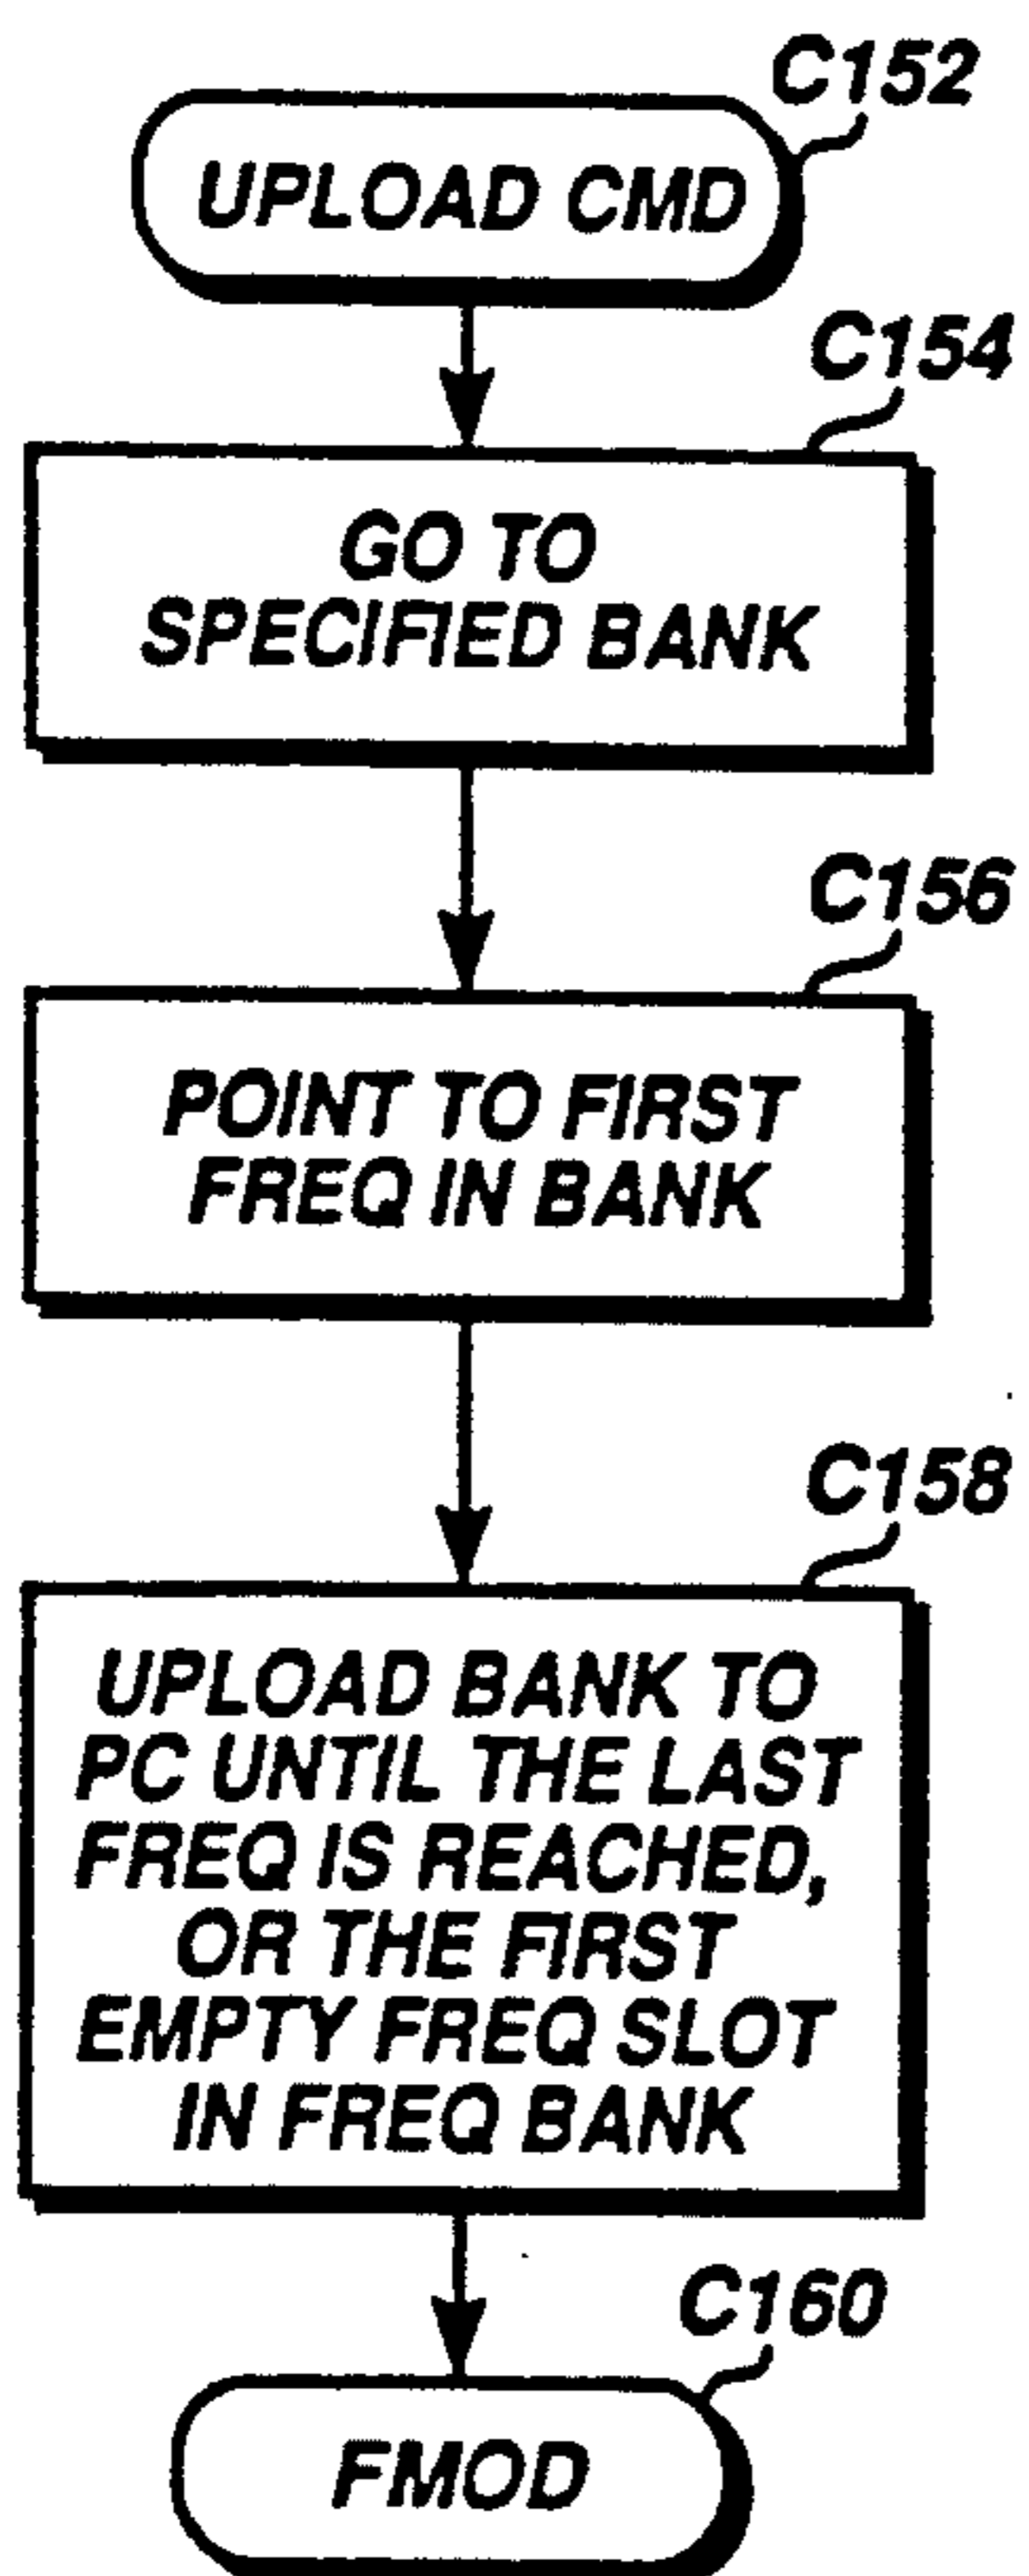 C152
UPLOAD CMD
C154
GO TO
SPECIFIED BANK
C156
POINT TO FIRST
FREQ IN BANK
C158
UPLOAD BANK TO
PC UNTIL THE LAST
FREQ IS REACHED,
OR THE FIRST
EMPTY FREQ SLOT
IN FREQ BANK
C160
FMOD